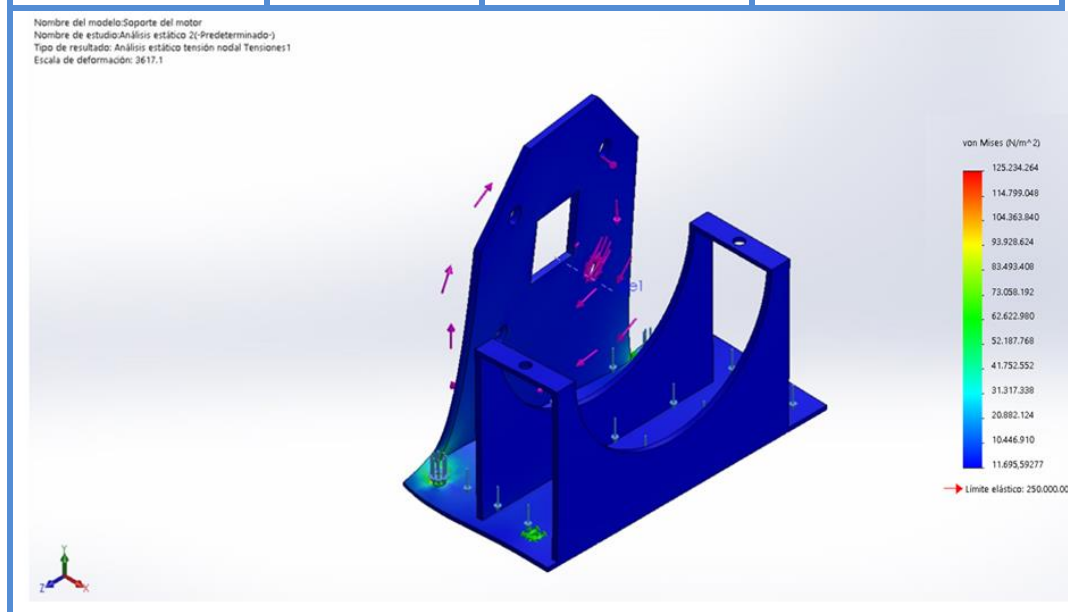 Nombre del modelo:Soporte del motor
Nombre de estudio:Análisis estático 2(-Predeterminado-)
Tipo de resultado: Análisis estático tensión nodal Tensiones1
Escala de deformación: 3617.1
von Mises (N/m^2)
125.234.264
114.799.048
104.363.840
93.928.624
83.493.408
73.058.192
62.622.980
52.187.768
41.752.552
31.317.338
20.882.124
10.446.910
11.695,59277
Límite elástico: 250.000.00
e1
Y
Z
X